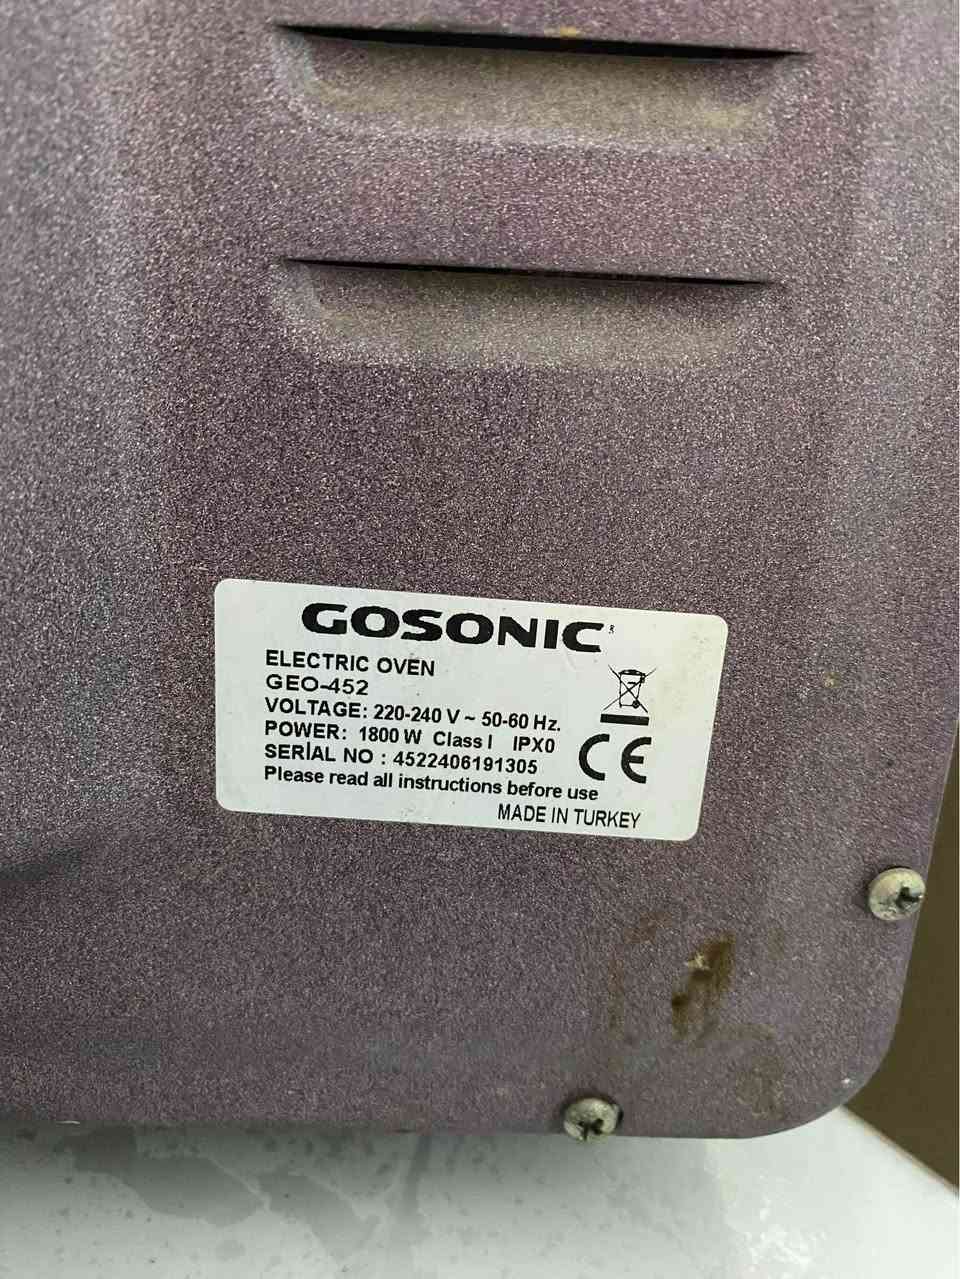 GOSONIC
ELECTRIC OVEN
GEO-452
VOLTAGE: 220-240 V ~ 50-60 Hz.
POWER: 1800 W Class I IPX0
SERİAL NO : 4522406191305
Please read all instructions before use
CE
MADE IN TURKEY